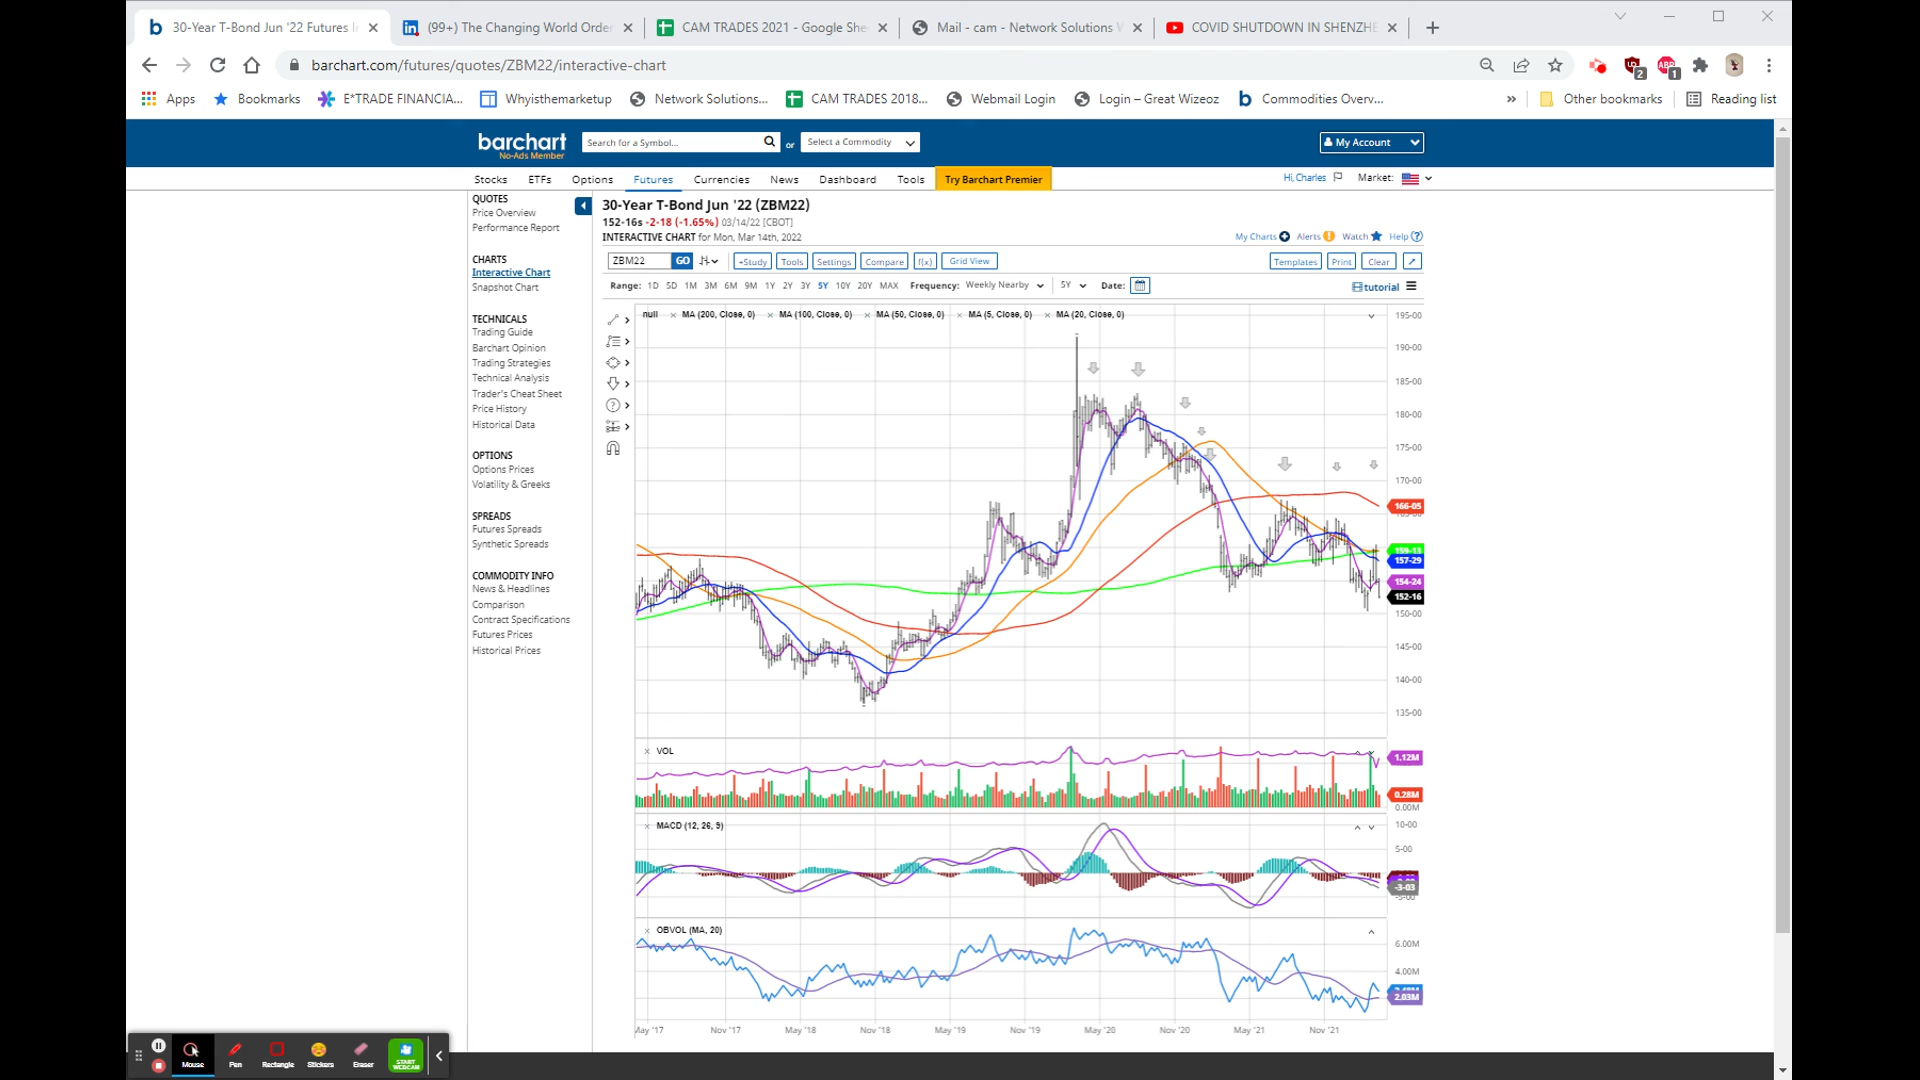 30-Year T-Bond Jun '22 Futures In
(99+) The Changing World Order
CAM TRADES 2021 - Google She
Mail - cam - Network Solutions W
COVID SHUTDOWN IN SHENZHE
barchart.com/futures/quotes/ZBM22/interactive-chart
2
1
Apps
Bookmarks
E*TRADE FINANCIA...
Whyisthemarketup
Network Solutions...
CAM TRADES 2018...
Webmail Login
Login – Great Wizeoz
Commodities Overv...
»
Other bookmarks
Reading list
barchart
No-Ads Member
Search for a Symbol...
or
Select a Commodity
My Account
Stocks ETFs Options Futures Currencies News Dashboard Tools Try Barchart Premier
Hi, Charles
Market:
QUOTES
Price Overview
Performance Report
CHARTS
Interactive Chart
Snapshot Chart
TECHNICALS
Trading Guide
Barchart Opinion
Trading Strategies
Technical Analysis
Trader's Cheat Sheet
Price History
Historical Data
OPTIONS
Options Prices
Volatility & Greeks
SPREADS
Futures Spreads
Synthetic Spreads
COMMODITY INFO
News & Headlines
Comparison
Contract Specifications
Futures Prices
Historical Prices
30-Year T-Bond Jun '22 (ZBM22)
152-16s -2-18 (-1.65%) 03/14/22 [CBOT]
INTERACTIVE CHART for Mon, Mar 14th, 2022
My Charts Alerts Watch Help
ZBM22 GO
+Study Tools Settings Compare f(x) Grid View
Templates Print Clear
Range: 1D 5D 1M 3M 6M 9M 1Y 2Y 3Y 5Y 10Y 20Y MAX Frequency: Weekly Nearby 5Y Date:
tutorial
null × MA (200, Close, 0) × MA (100, Close, 0) × MA (50, Close, 0) × MA (5, Close, 0) × MA (20, Close, 0)
195-00
190-00
185-00
180-00
175-00
170-00
166-05
157-29
154-24
152-16
150-00
145-00
140-00
135-00
× VOL
1.12M
0.28M
0.00M
× MACD (12, 26, 9)
10-00
5-00
-3-03
-5-00
× OBVOL (MA, 20)
6.00M
4.00M
2.03M
May '17 Nov '17 May '18 Nov '18 May '19 Nov '19 May '20 Nov '20 May '21 Nov '21
Mouse
Pen
Rectangle
Stickers
Eraser
START WEBCAM